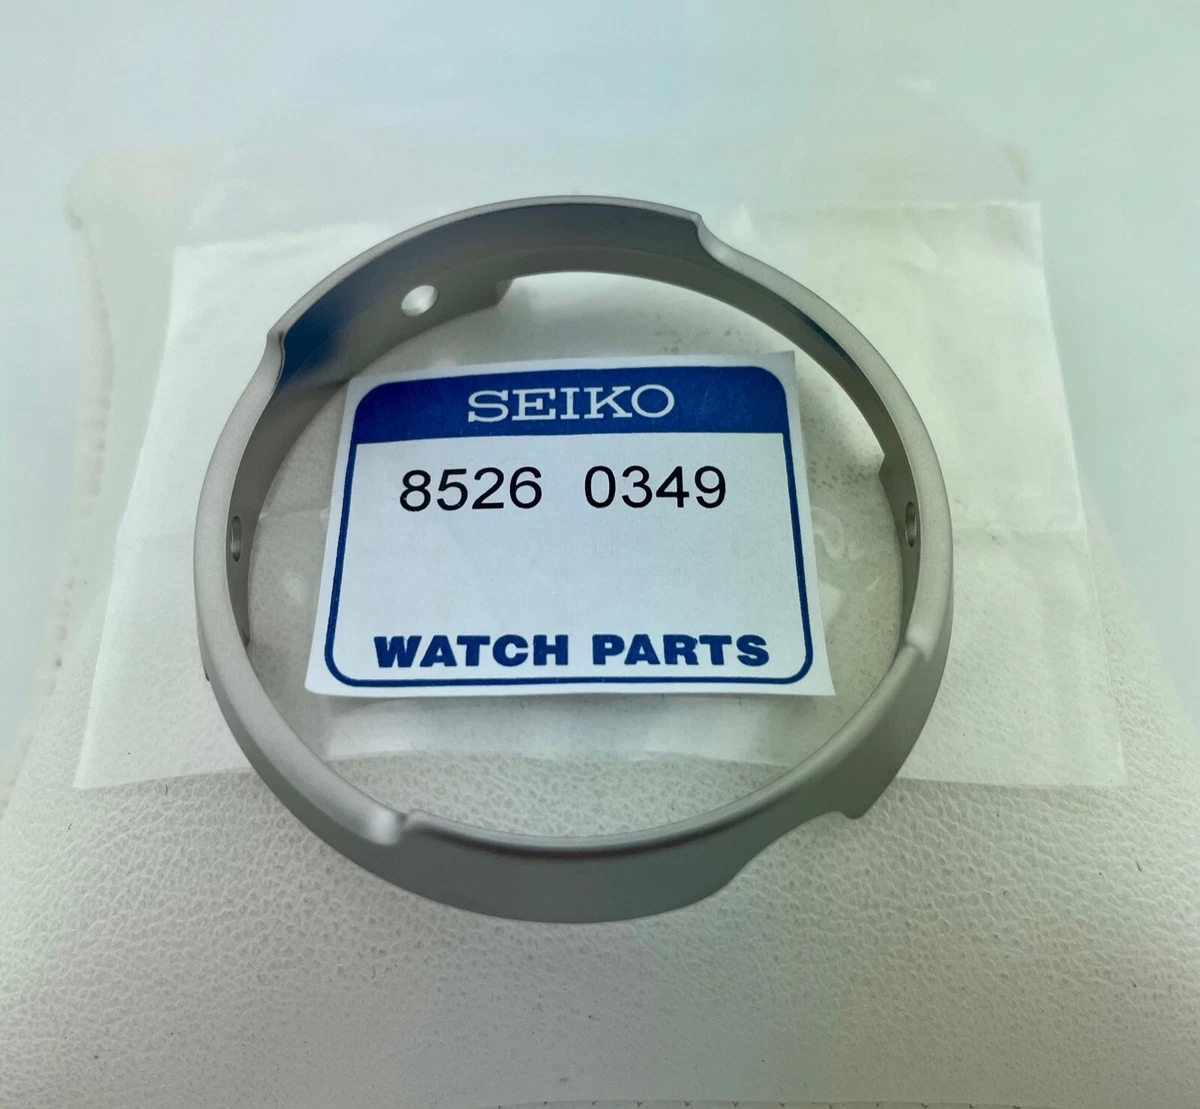 SEIKO
8526 0349
WATCH PARTS